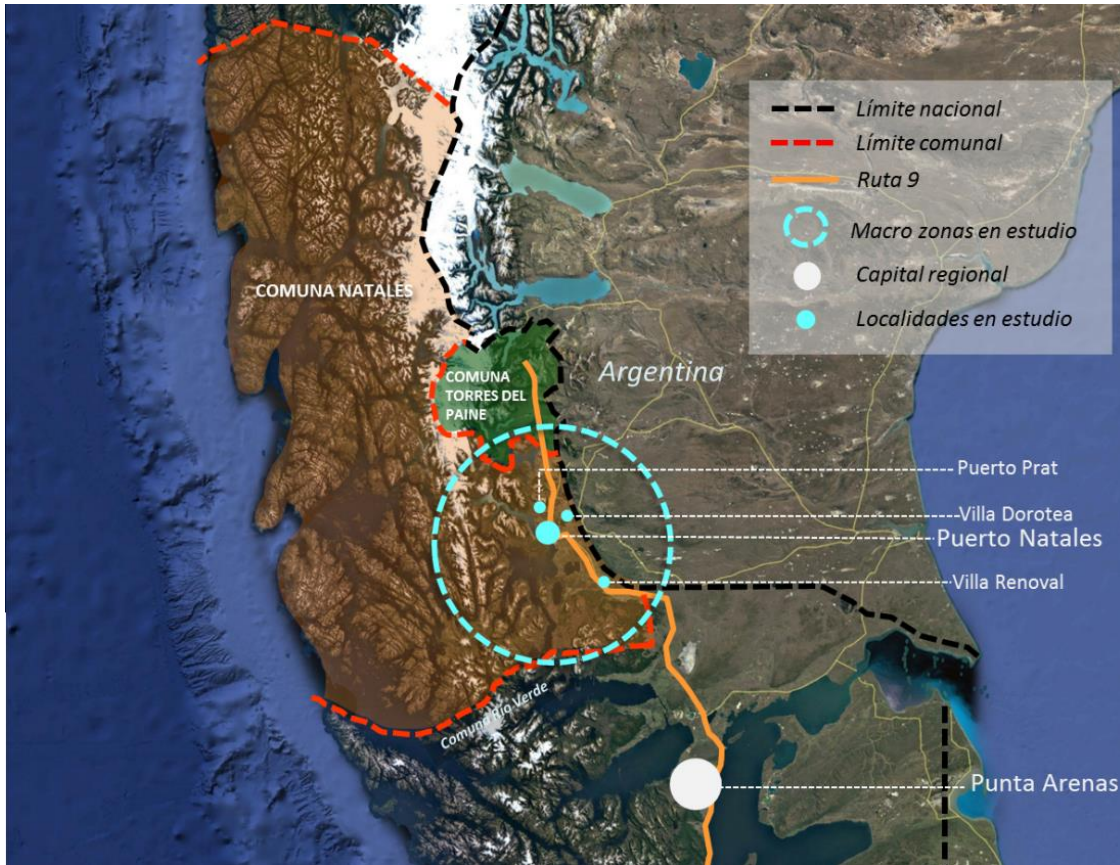 Límite nacional
Límite comunal
Ruta 9
Macro zonas en estudio
Capital regional
Localidades en estudio
COMUNA NATALES
COMUNA
TORRES DEL
PAINE
Argentina
Puerto Prat
Villa Dorotea
Puerto Natales
Villa Renoval
Comuna Río Verde
Punta Arenas